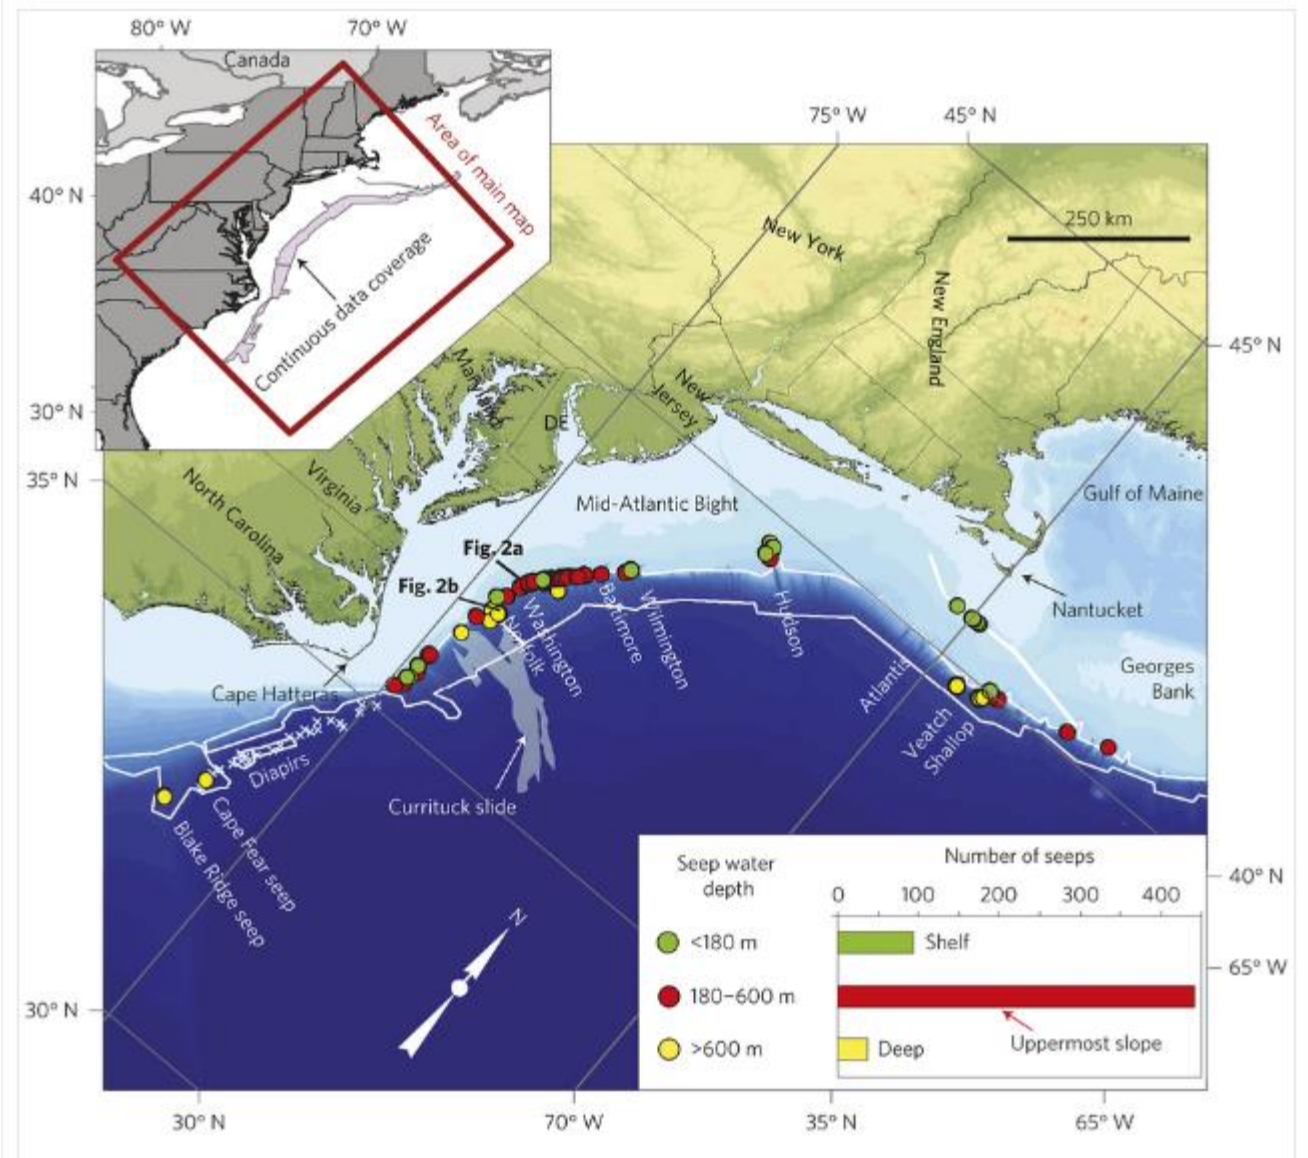 80° W
70° W
Canada
Area of main map
40° N
Continuous data coverage
30° N
75° W
45° N
250 km
New York
New England
45° N
Maryland
New
Jersey
DE
35° N
Virginia
North Carolina
Mid-Atlantic Bight
Gulf of Maine
Fig. 2a
Fig. 2b
Nantucket
Washington
Norfolk
Baltimore
Wilmington
Hudson
Georges
Bank
Cape Hatteras
Atlantis
Veatch
Shallop
Diapirs
Currituck slide
Cape Fear seep
Blake Ridge seep
N
Seep water
depth
Number of seeps
0 100 200 300 400
<180 m
Shelf
180–600 m
Uppermost slope
>600 m
Deep
40° N
65° W
30° N
30° N
70° W
35° N
65° W